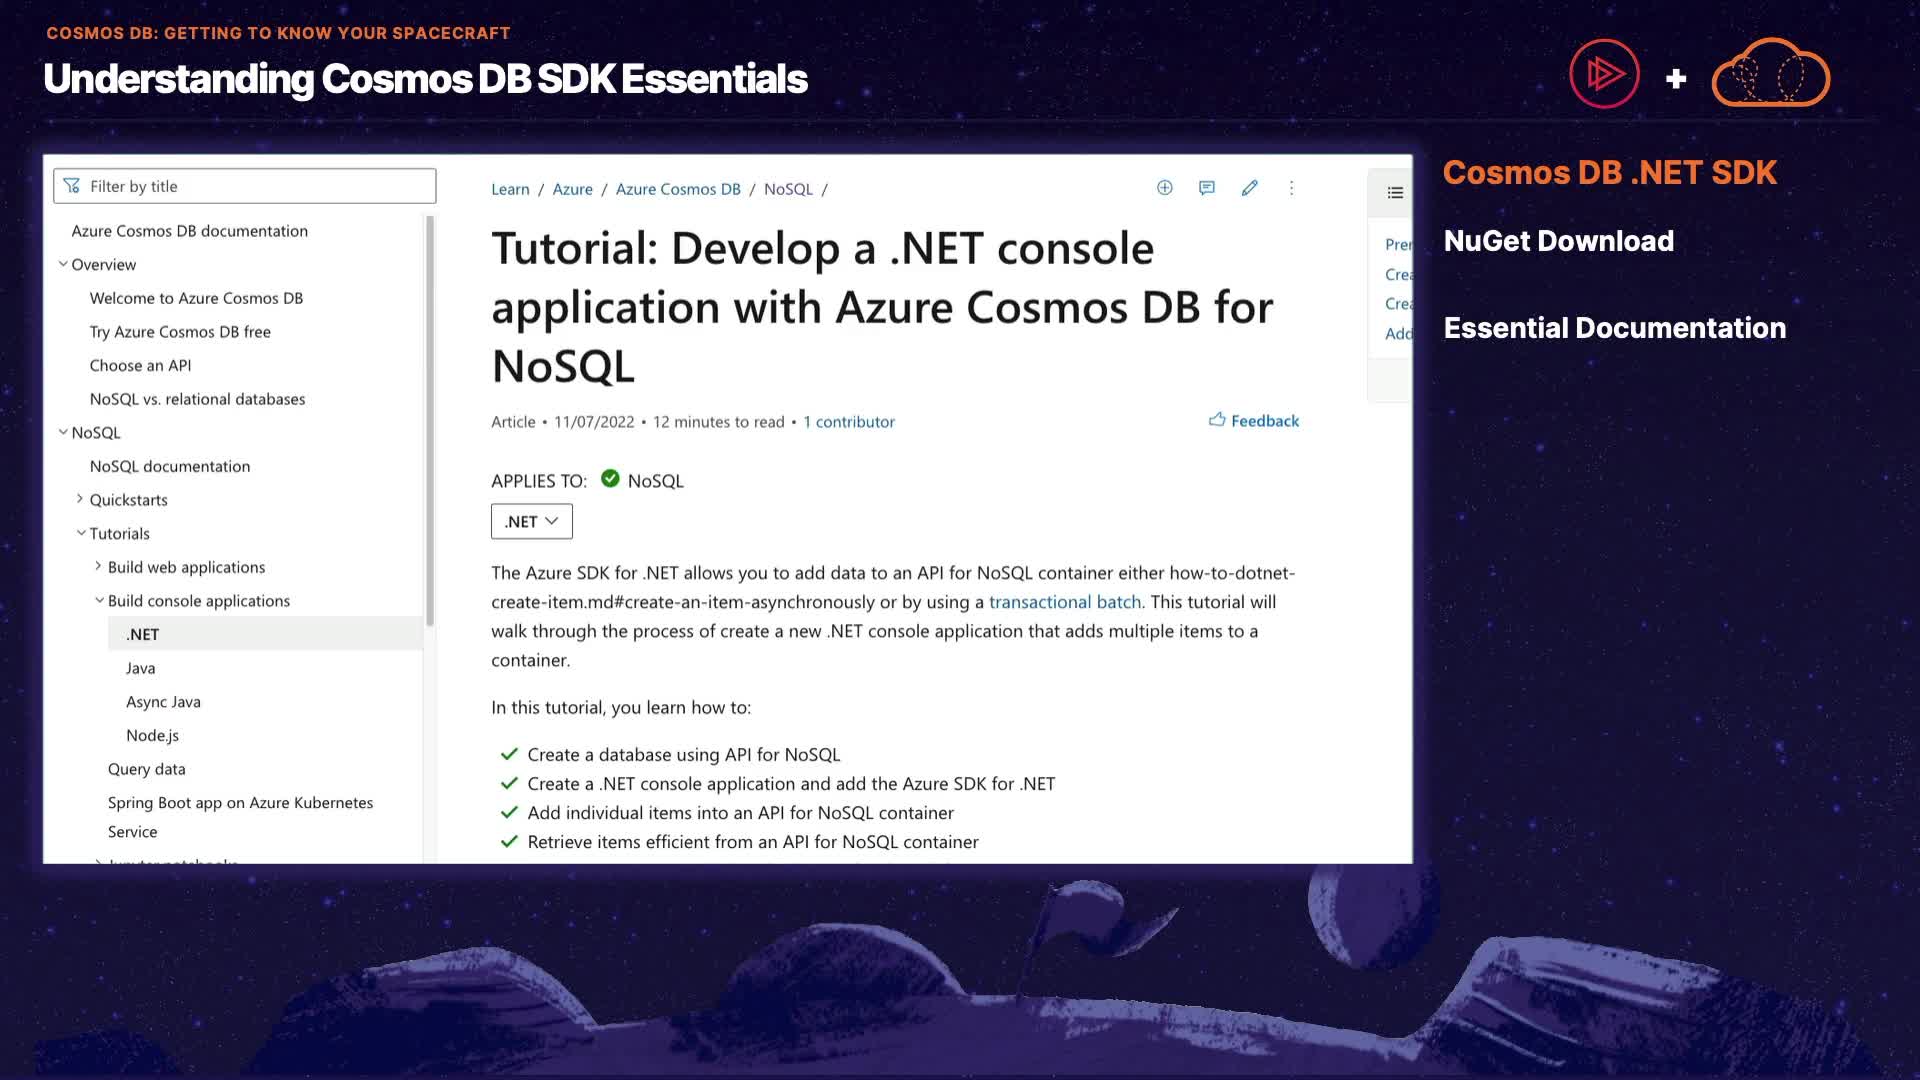 COSMOS DB: GETTING TO KNOW YOUR SPACECRAFT
Understanding Cosmos DB SDK Essentials
+
Filter by title
Azure Cosmos DB documentation
Overview
Welcome to Azure Cosmos DB
Try Azure Cosmos DB free
Choose an API
NoSQL vs. relational databases
NoSQL
NoSQL documentation
Quickstarts
Tutorials
Build web applications
Build console applications
.NET
Java
Async Java
Node.js
Query data
Spring Boot app on Azure Kubernetes
Service
Learn / Azure / Azure Cosmos DB / NoSQL /
Tutorial: Develop a .NET console
application with Azure Cosmos DB for
NoSQL
Article • 11/07/2022 • 12 minutes to read • 1 contributor
Feedback
APPLIES TO: NoSQL
.NET
The Azure SDK for .NET allows you to add data to an API for NoSQL container either how-to-dotnet-
create-item.md#create-an-item-asynchronously or by using a transactional batch. This tutorial will
walk through the process of create a new .NET console application that adds multiple items to a
container.
In this tutorial, you learn how to:
Create a database using API for NoSQL
Create a .NET console application and add the Azure SDK for .NET
Add individual items into an API for NoSQL container
Retrieve items efficient from an API for NoSQL container
Prer
Crea
Crea
Add
Cosmos DB .NET SDK
NuGet Download
Essential Documentation